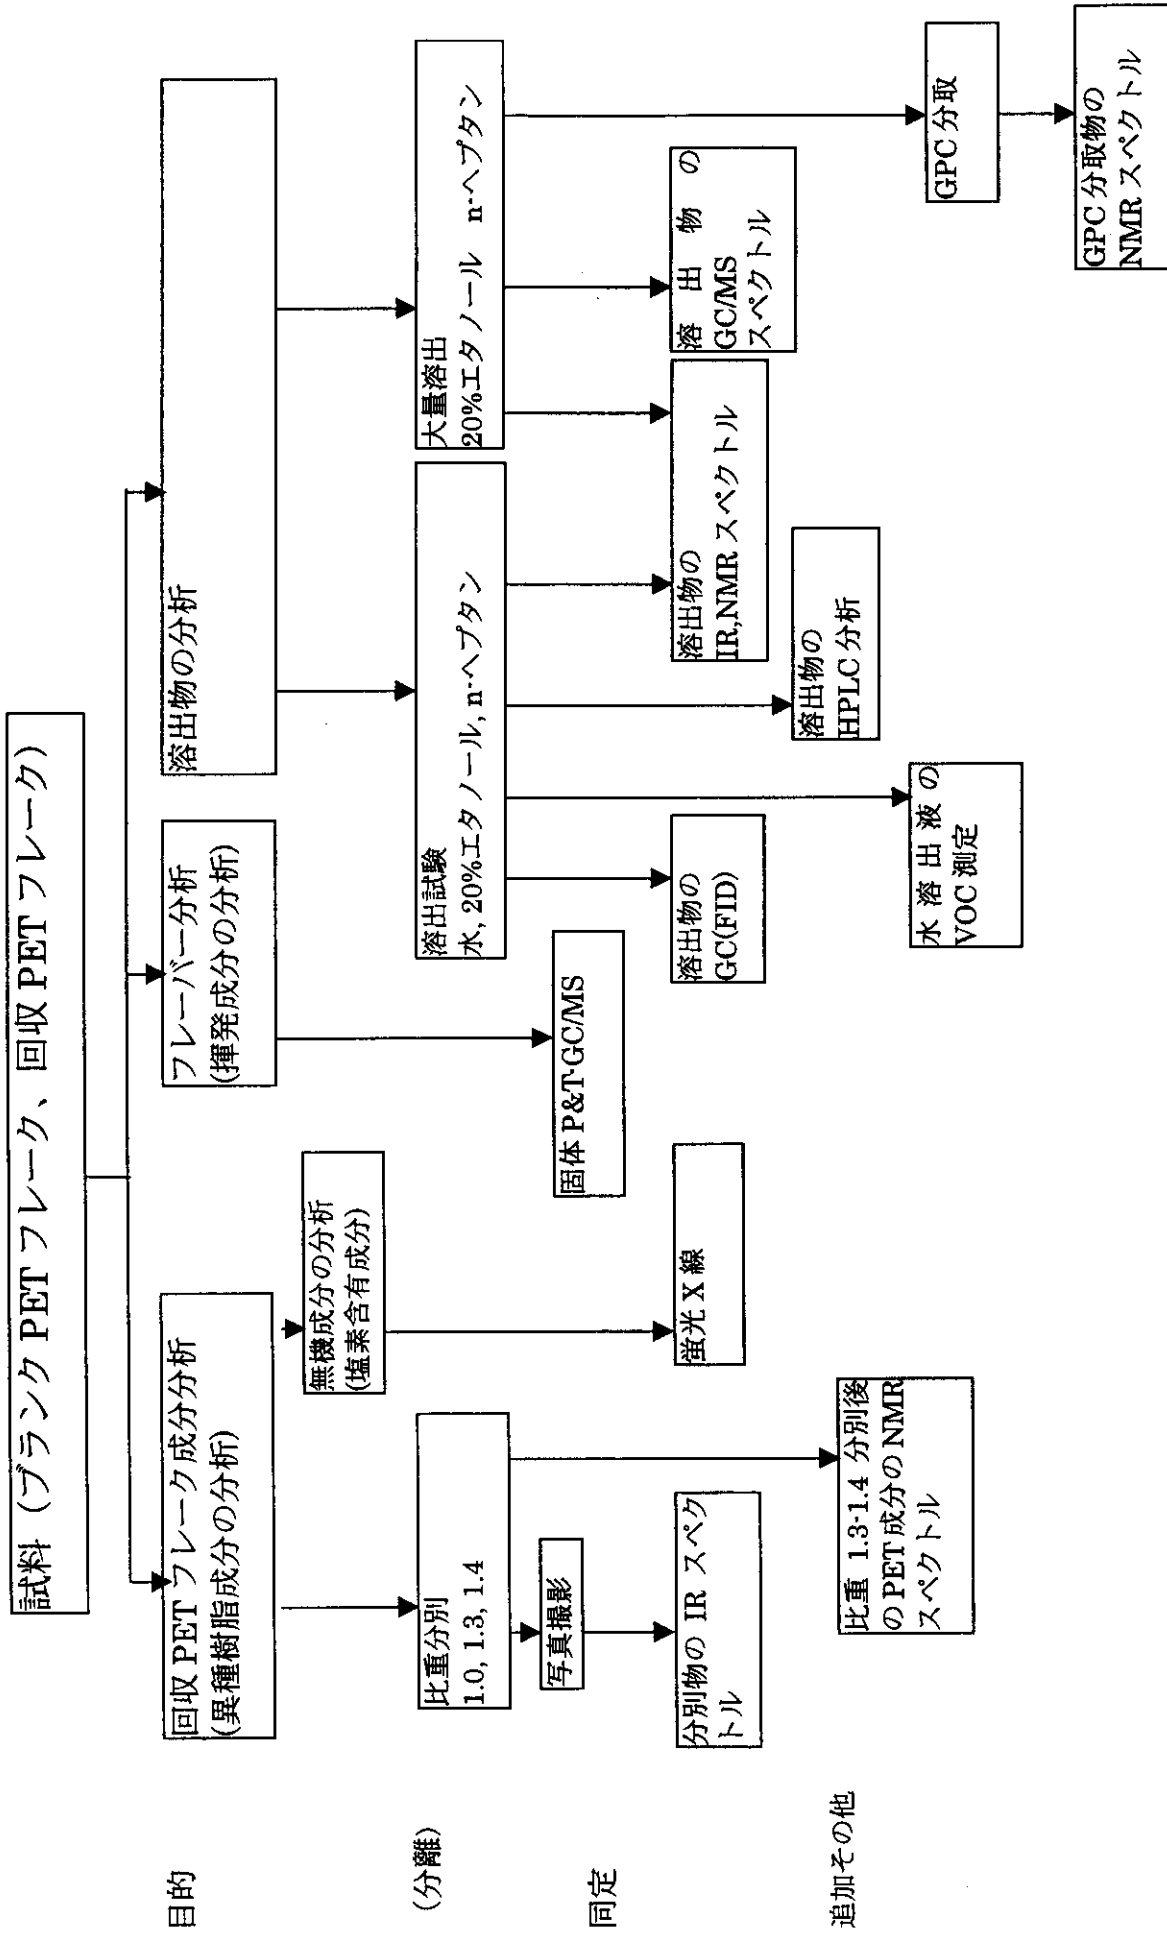 試料（ブランク PET フレーク、回収 PET フレーク）
目的
回収 PET フレーク成分分析
(異種樹脂成分の分析)
フレーバー分析
(揮発成分の分析)
溶出物の分析
無機成分の分析
(塩素含有成分)
(分離)
比重分別
1.0, 1.3, 1.4
溶出試験
水, 20%エタノール, n-ヘプタン
大量溶出
20%エタノール n-ヘプタン
写真撮影
固体 P&T-GC/MS
同定
分別物の IR スペク
トル
蛍光 X 線
溶出物の
GC(FID)
溶出物の
IR,NMR スペクトル
溶出物の
GC/MS
スペクトル
溶出物の
HPLC 分析
追加その他
比重 1.3-1.4 分別後
の PET 成分の NMR
スペクトル
水溶出液の
VOC 測定
GPC 分取
GPC 分取物の
NMR スペクトル